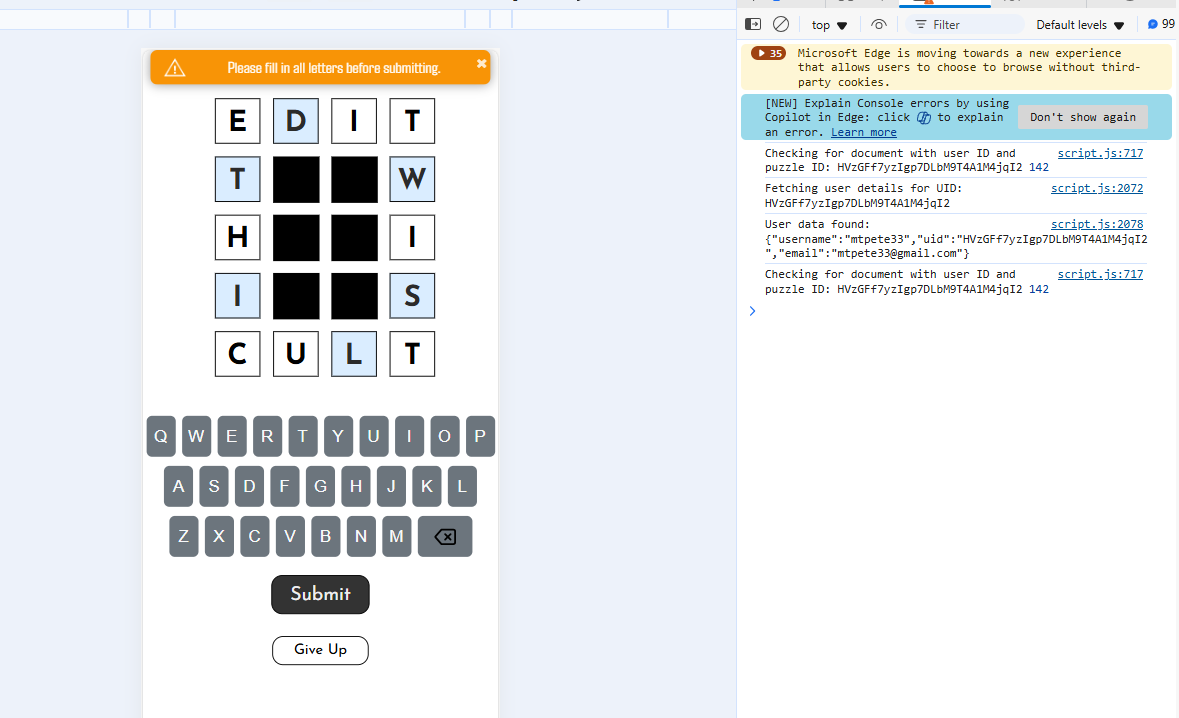 Please fill in all letters before submitting.
E D I T
T W
H I
I S
C U L T
Q W E R T Y U I O P
A S D F G H J K L
Z X C V B N M
Submit
Give Up
top
Filter
Default levels
99
35
Microsoft Edge is moving towards a new experience
that allows users to choose to browse without third-
party cookies.
[NEW] Explain Console errors by using
Copilot in Edge: click to explain
an error. Learn more
Don't show again
Checking for document with user ID and script.js:717
puzzle ID: HVzGFf7yzIgp7DLbM9T4A1M4jqI2 142
Fetching user details for UID: script.js:2072
HVzGFf7yzIgp7DLbM9T4A1M4jqI2
User data found: script.js:2078
{"username":"mtpete33","uid":"HVzGFf7yzIgp7DLbM9T4A1M4jqI2
","email":"mtpete33@gmail.com"}
Checking for document with user ID and script.js:717
puzzle ID: HVzGFf7yzIgp7DLbM9T4A1M4jqI2 142